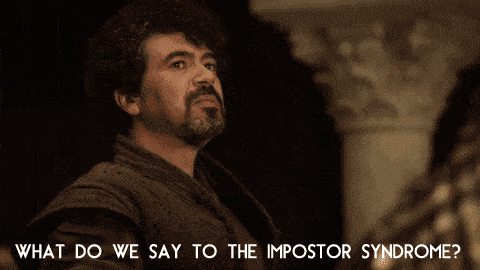 WHAT DO WE SAY TO THE IMPOSTOR SYNDROME?